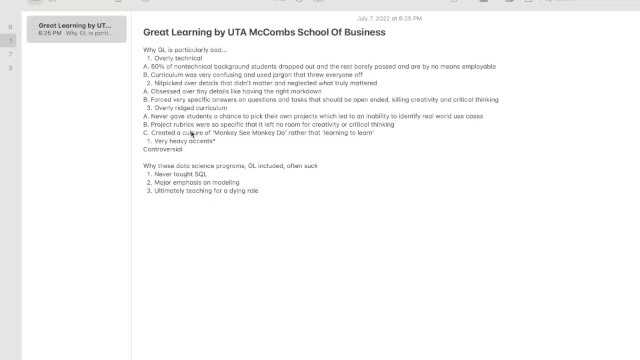 July 7, 2022 at 6:25 PM
Great Learning by UT...
6:25 PM Why GL is parti...
6
1
7
3
Great Learning by UTA McCombs School Of Business
Why GL is particularly bad...
1. Overly technical
A. 50% of nontechnical background students dropped out and the rest barely passed and are by no means employable
B. Curriculum was very confusing and used jargon that threw everyone off
2. Nitpicked over details that didn't matter and neglected what truly mattered
A. Obsessed over tiny details like having the right markdown
B. Forced very specific answers on questions and tasks that should be open ended, killing creativity and critical thinking
3. Overly ridged curriculum
A. Never gave students a chance to pick their own projects which led to an inability to identify real world use cases
B. Project rubrics were so specific that it left no room for creativity or critical thinking
C. Created a culture of 'Monkey See Monkey Do' rather that 'learning to learn'
1. Very heavy accents*
Controversial
Why these data science programs, GL included, often suck
1. Never taught SQL
2. Major emphasis on modeling
3. Ultimately teaching for a dying role